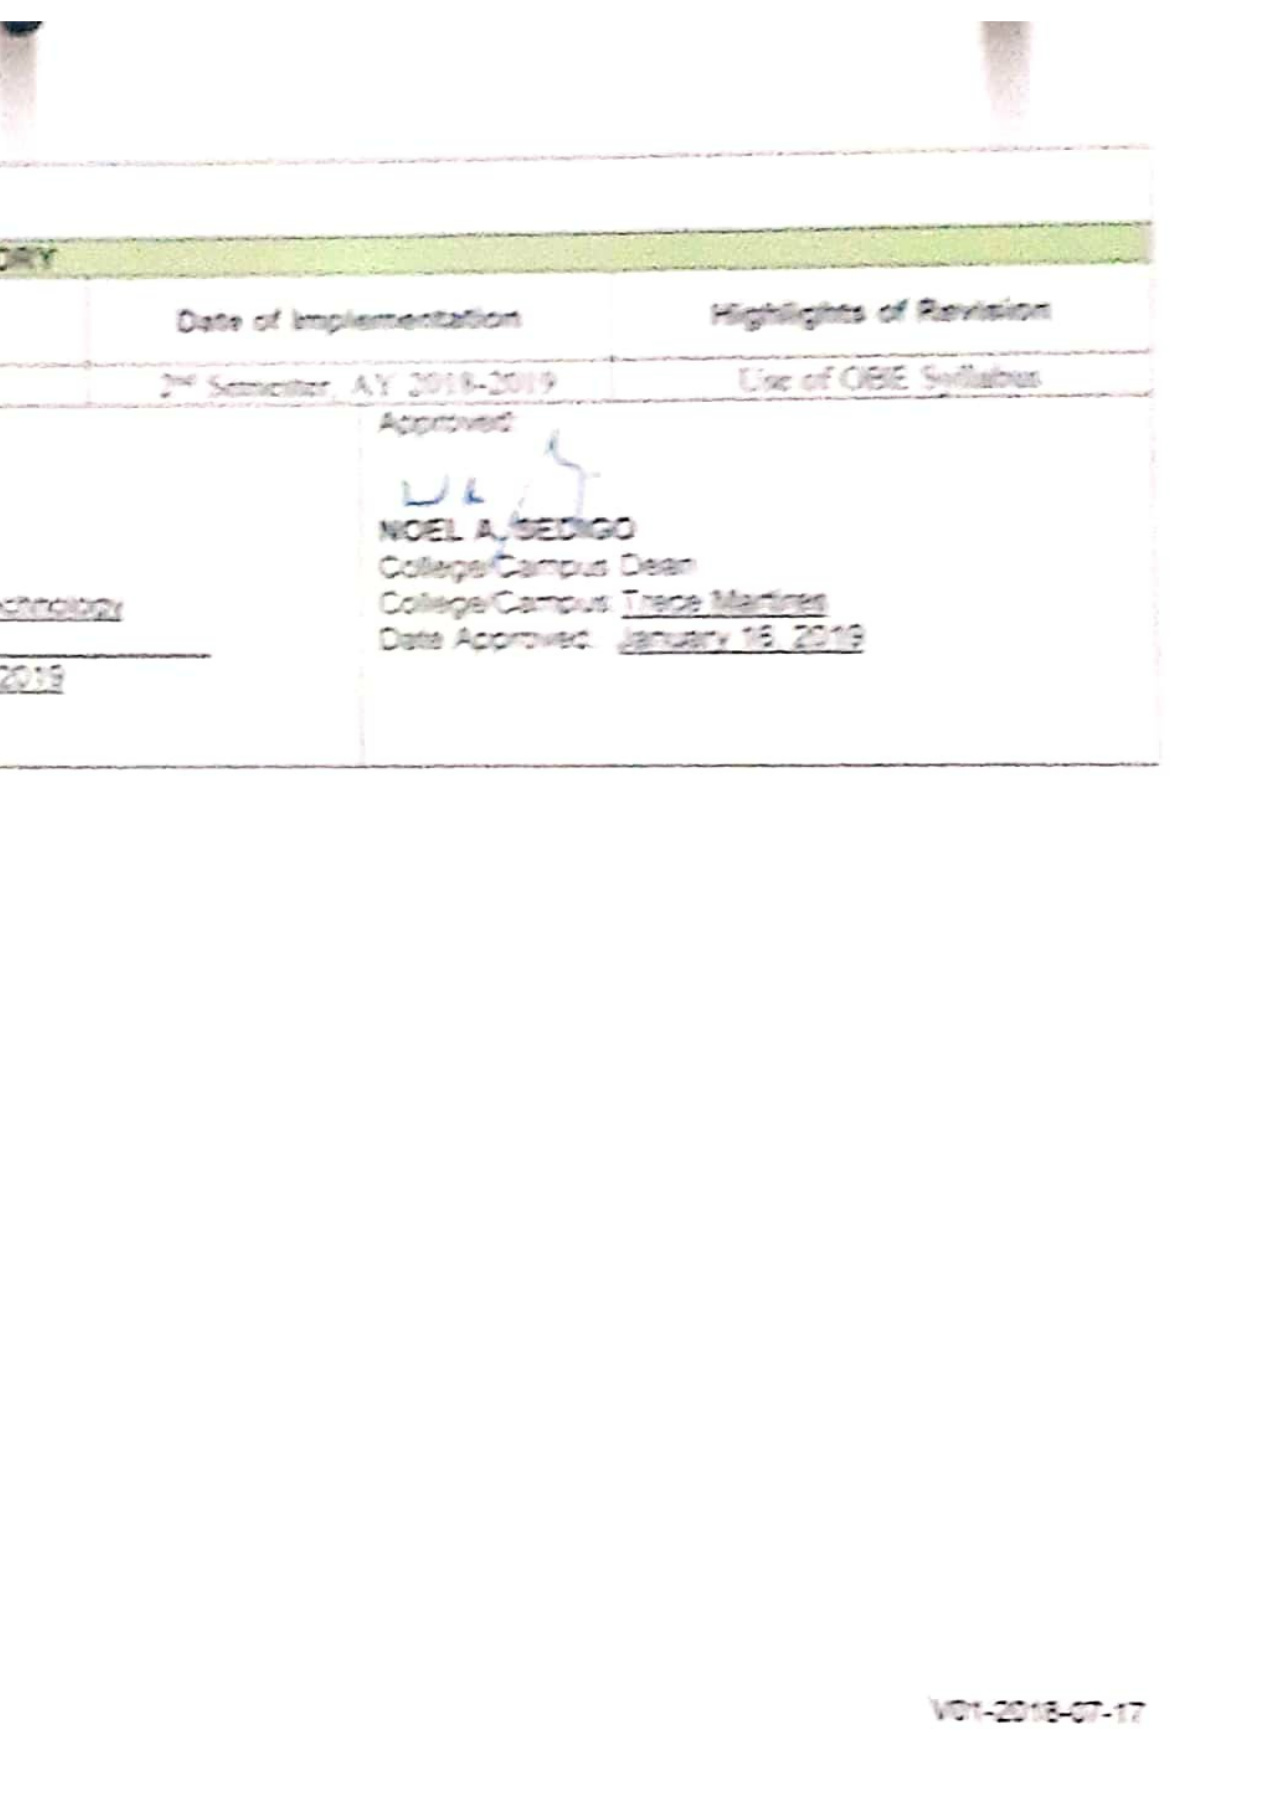 ORY
Date of Implementation
Highlights of Revision
2nd Semester, AY 2018-2019
Use of OBE Syllabus
Approved:
NOEL A. SEDIGO
College/Campus Dean
College/Campus: Trece Martires
Date Approved: January 16, 2019
echnology
2019
V01-2018-07-17